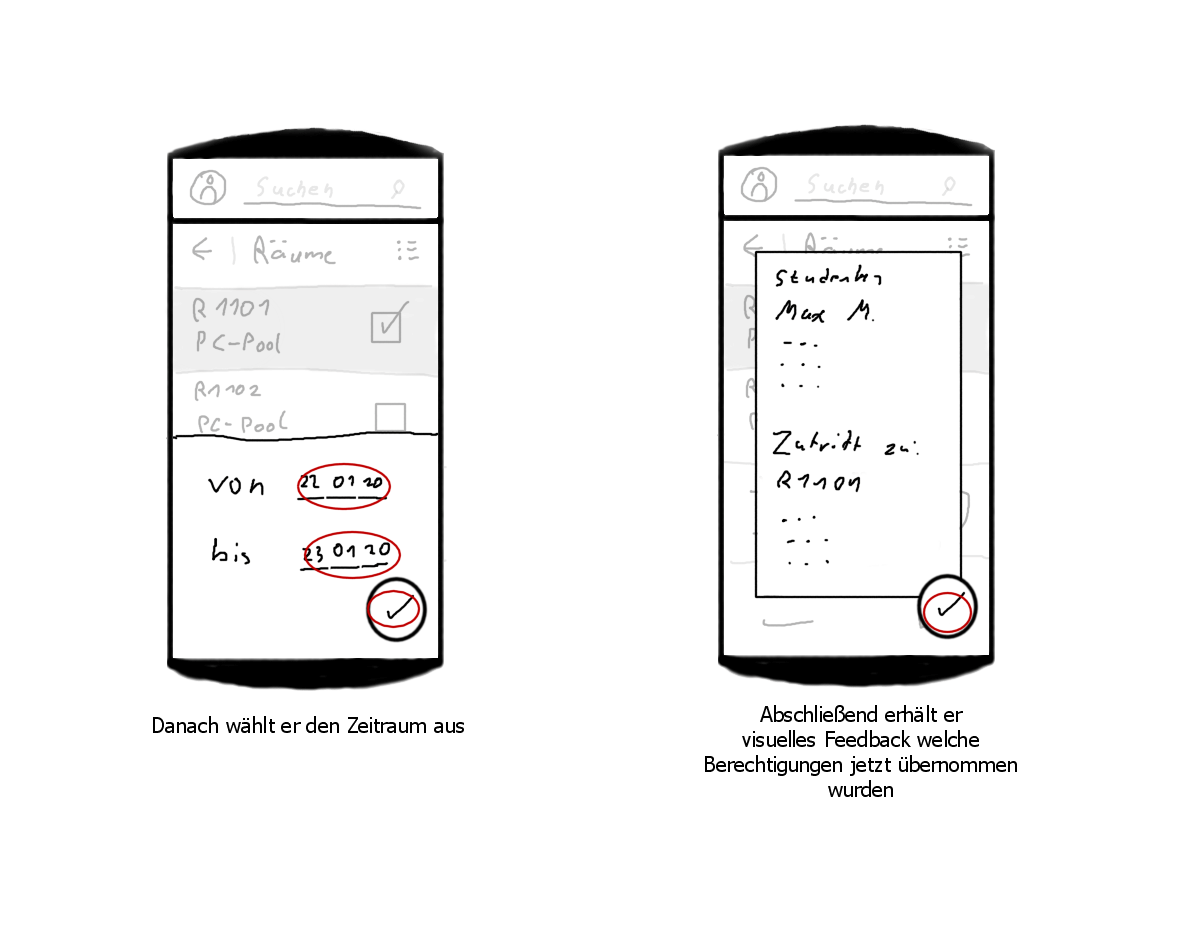 Suchen
Räume
R 1101
PC-Pool
R1102
PC-Pool
von 22 01 20
bis 23 01 20
Danach wählt er den Zeitraum aus
Suchen
Räume
Studenten
Max M.
...
...
...
Zutritt zu:
R1101
...
...
...
Abschließend erhält er
visuelles Feedback welche
Berechtigungen jetzt übernommen
wurden